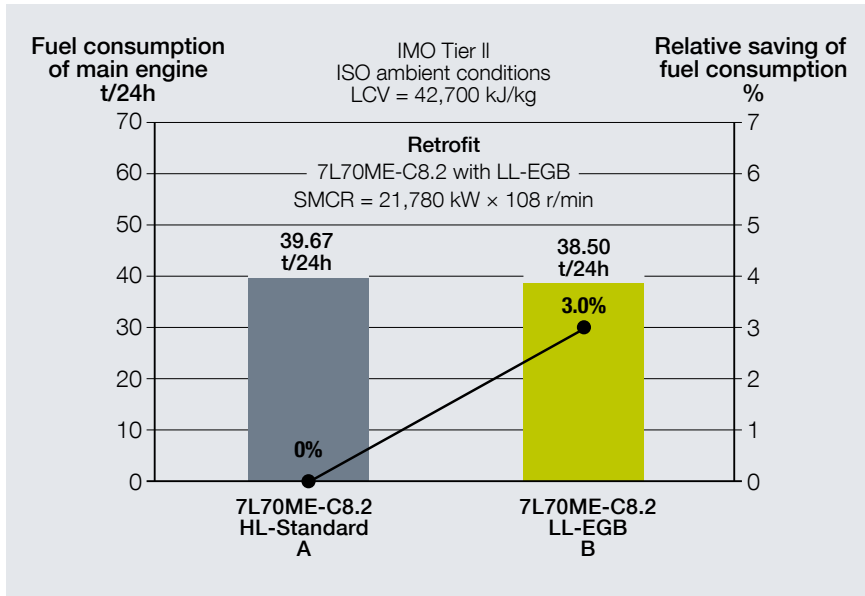 Fuel consumption
of main engine
t/24h
IMO Tier II
ISO ambient conditions
LCV = 42,700 kJ/kg
Relative saving of
fuel consumption
%
70
60
50
40
30
20
10
0
Retrofit
7L70ME-C8.2 with LL-EGB
SMCR = 21,780 kW × 108 r/min
39.67
t/24h
38.50
t/24h
0%
3.0%
7
6
5
4
3
2
1
0
7L70ME-C8.2
HL-Standard
A
7L70ME-C8.2
LL-EGB
B